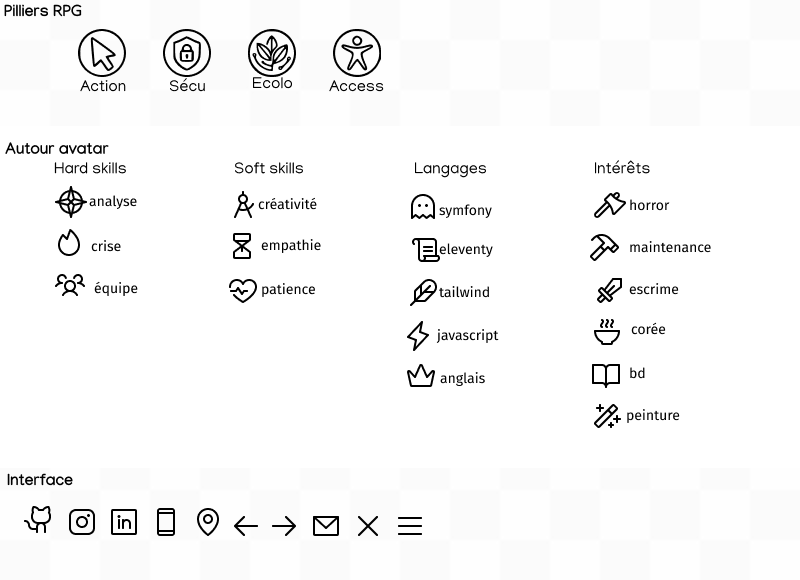 Pilliers RPG
Action
Sécu
Ecolo
Access
Autour avatar
Hard skills
analyse
crise
équipe
Soft skills
créativité
empathie
patience
Langages
symfony
eleventy
tailwind
javascript
anglais
Intérêts
horror
maintenance
escrime
corée
bd
peinture
Interface
in